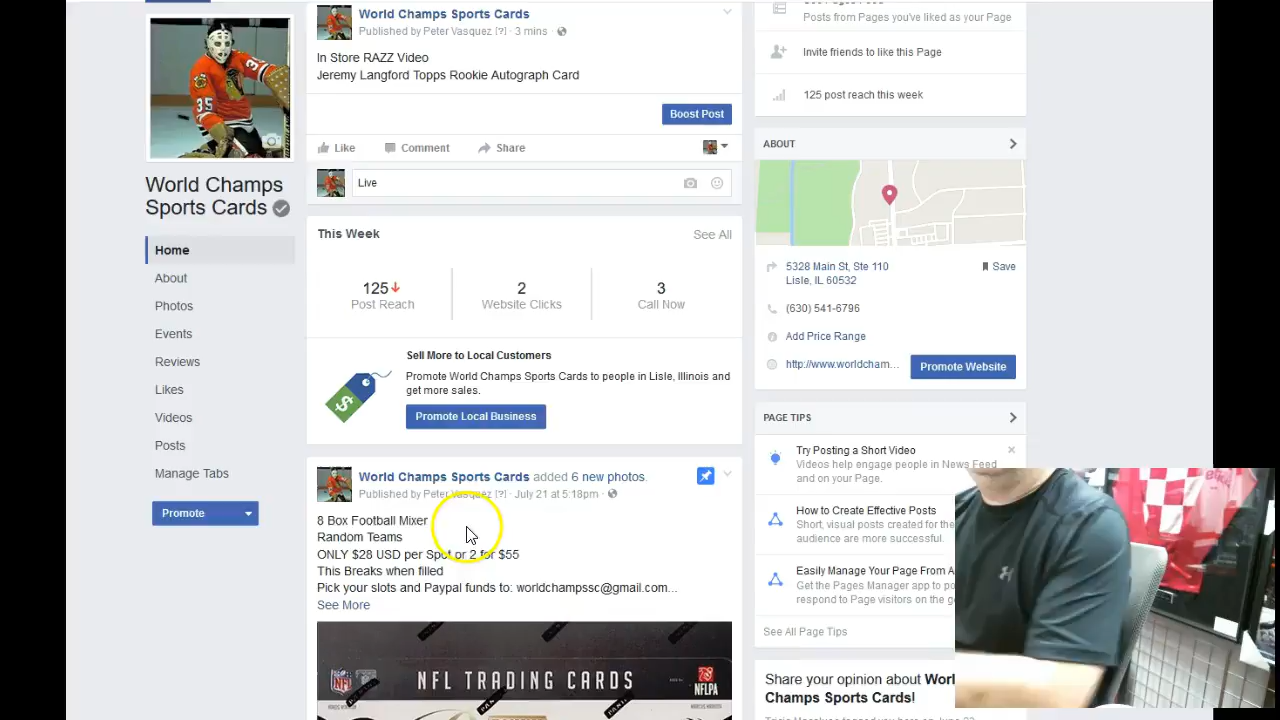 World Champs Sports Cards
Published by Peter Vasquez [?] · 3 mins ·
In Store RAZZ Video
Jeremy Langford Topps Rookie Autograph Card
Boost Post
Like Comment Share
Live
This Week
See All
125
Post Reach
2
Website Clicks
3
Call Now
Sell More to Local Customers
Promote World Champs Sports Cards to people in Lisle, Illinois and
get more sales.
Promote Local Business
World Champs Sports Cards added 6 new photos.
Published by Peter Vasquez [?] · July 21 at 5:18pm ·
8 Box Football Mixer
Random Teams
ONLY $28 USD per Spot or 2 for $55
This Breaks when filled
Pick your slots and Paypal funds to: worldchampssc@gmail.com...
See More
NFL TRADING CARDS
NFL
NFLPA
35
World Champs
Sports Cards
Home
About
Photos
Events
Reviews
Likes
Videos
Posts
Manage Tabs
Promote
Posts from Pages you've liked as your Page
Invite friends to like this Page
125 post reach this week
ABOUT
5328 Main St, Ste 110
Lisle, IL 60532
Save
(630) 541-6796
Add Price Range
http://www.worldcham...
Promote Website
PAGE TIPS
Try Posting a Short Video
Videos help engage people in News Feed
and on your Page.
How to Create Effective Posts
Short, visual posts created for the
audience are more successful.
Easily Manage Your Page From A
Get the Pages Manager app to po
respond to Page visitors on the go
See All Page Tips
Share your opinion about Worl
Champs Sports Cards!